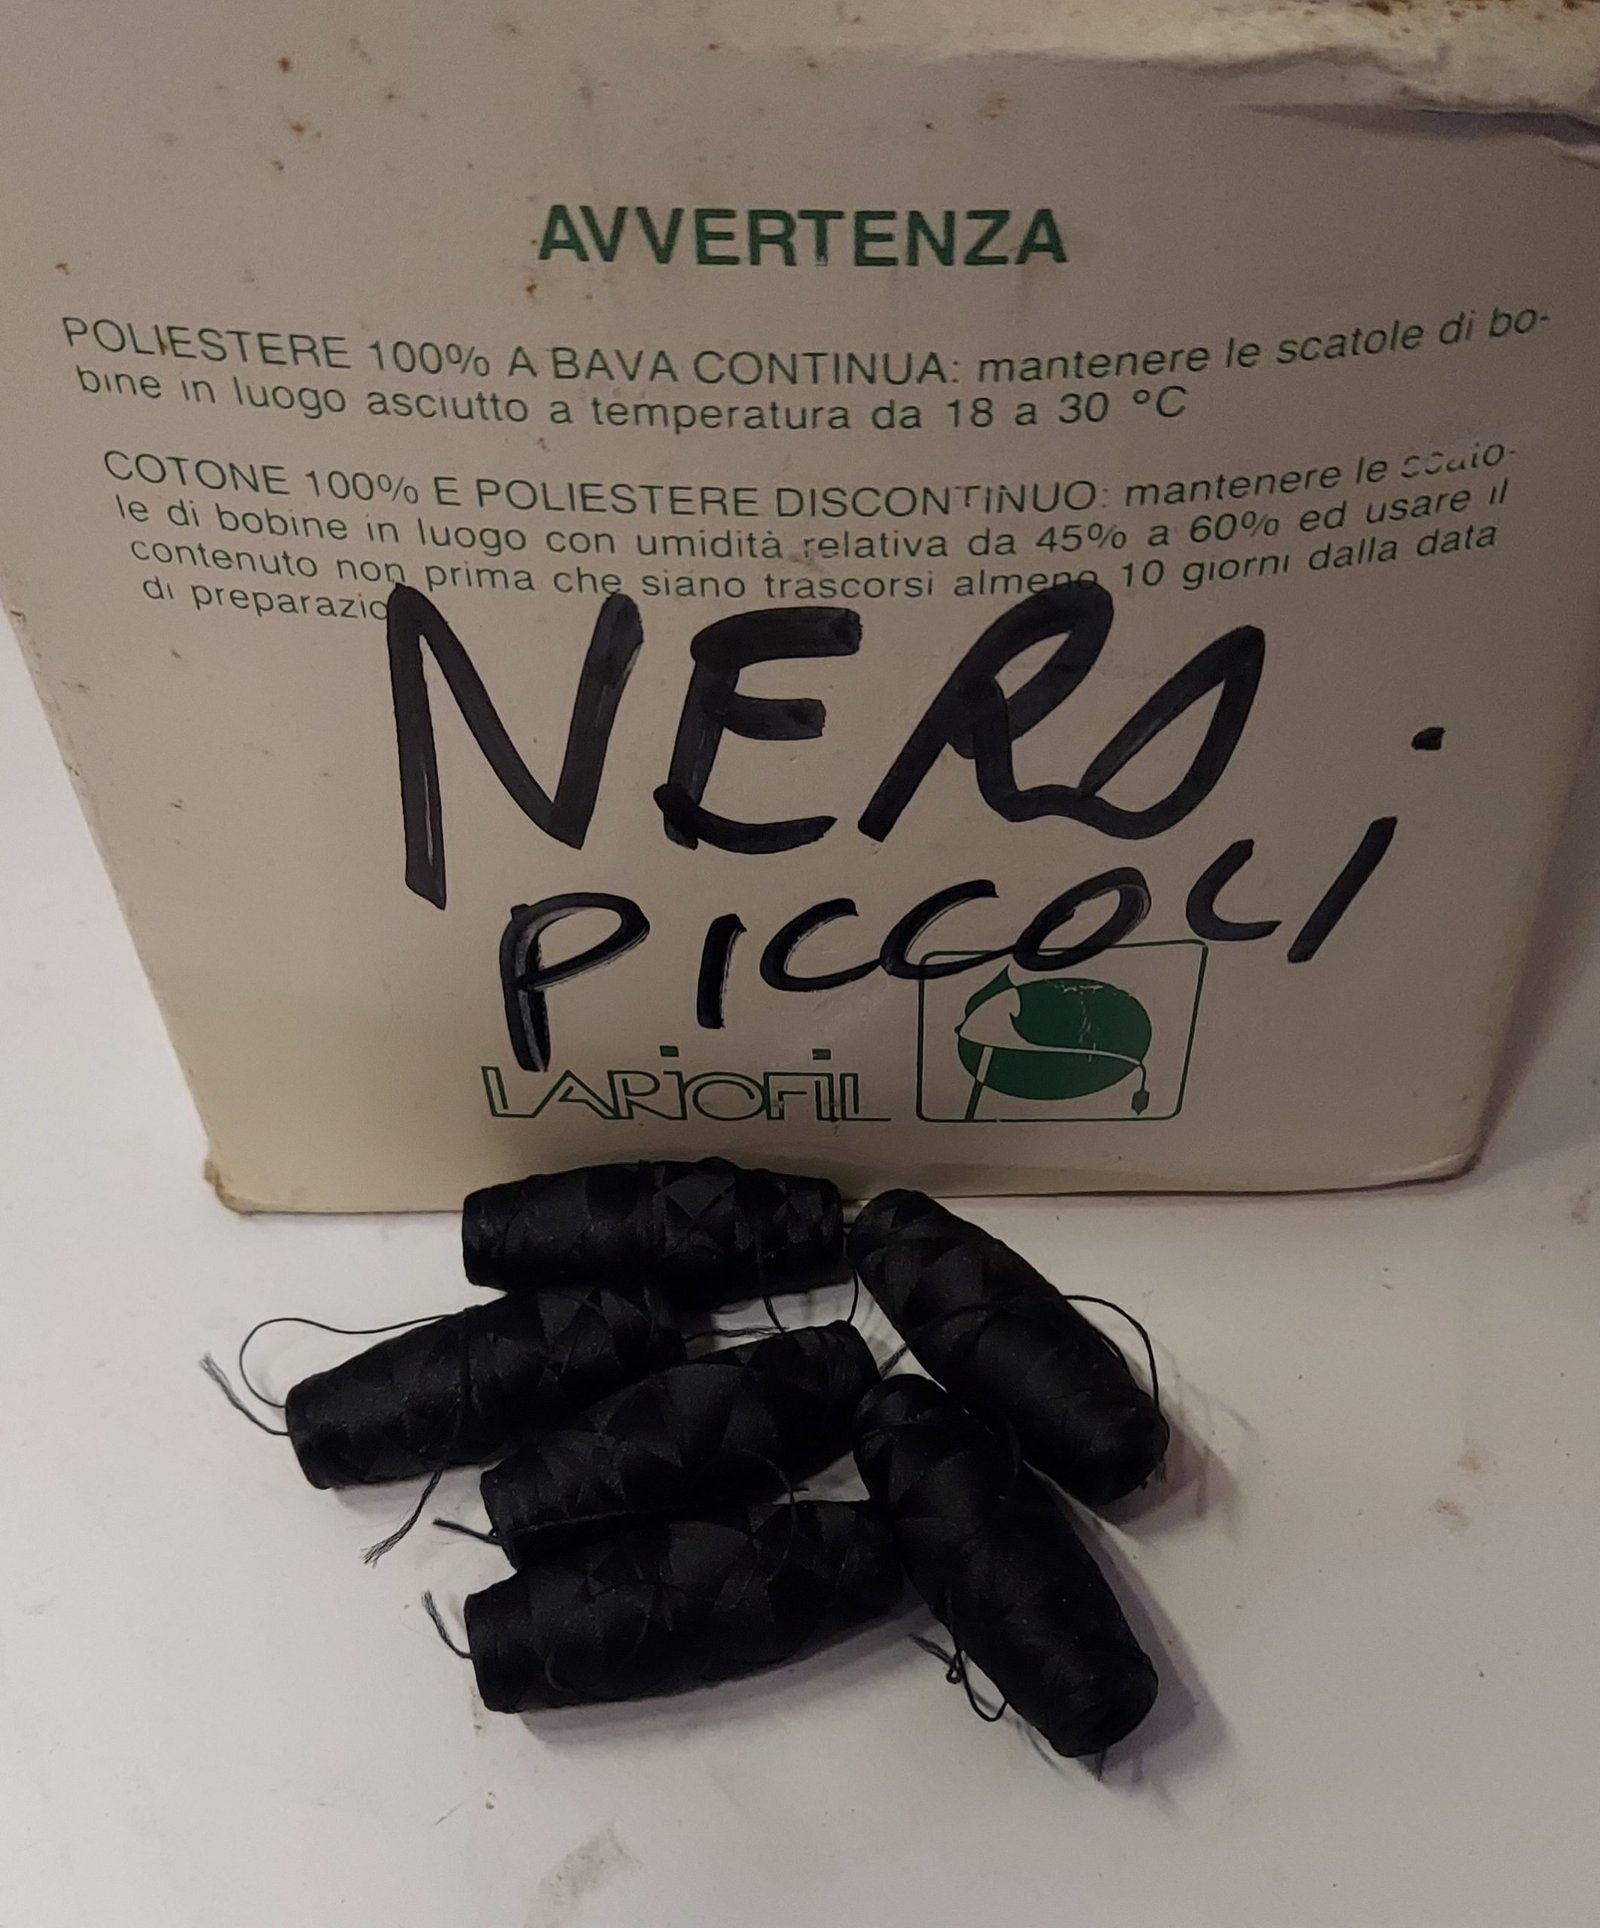 AVVERTENZA
POLIESTERE 100% A BAVA CONTINUA: mantenere le scatole di bo-
bine in luogo asciutto a temperatura da 18 a 30 °C
COTONE 100% E POLIESTERE DISCONTINUO: mantenere le scato-
le di bobine in luogo con umidità relativa da 45% a 60% ed usare il
contenuto non prima che siano trascorsi almeno 10 giorni dalla data
di preparazio
NERO
PICCOLI
LARIOFIL